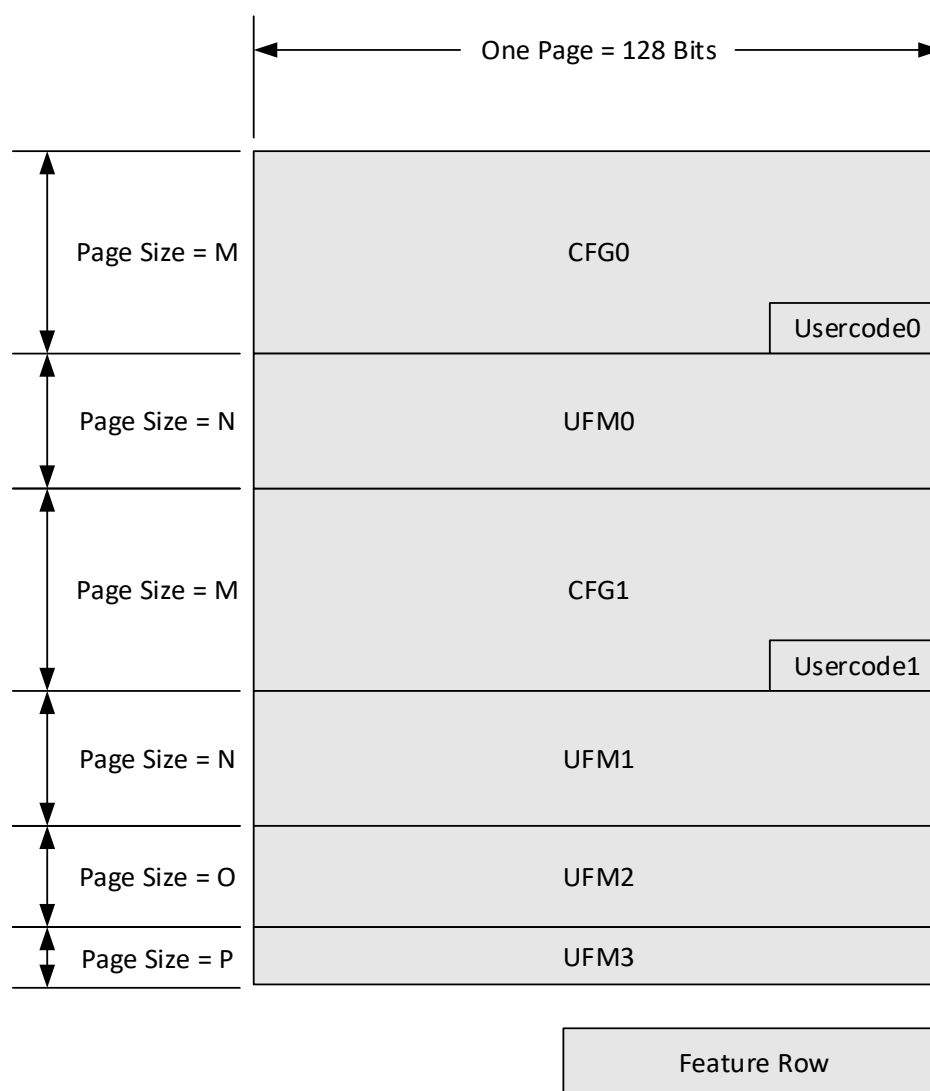 One Page = 128 Bits
Page Size = M
CFG0
Usercode0
Page Size = N
UFM0
Page Size = M
CFG1
Usercode1
Page Size = N
UFM1
Page Size = O
UFM2
Page Size = P
UFM3
Feature Row